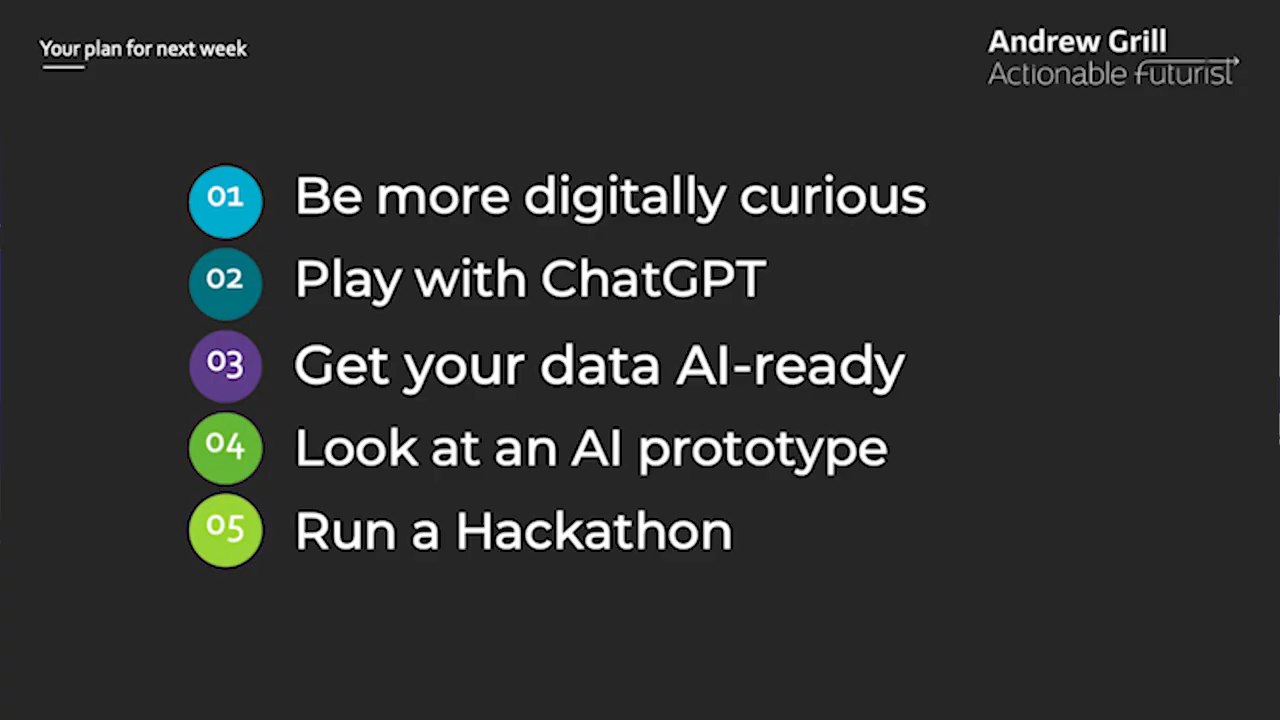 Your plan for next week
Andrew Grill
Actionable Futurist
01 Be more digitally curious
02 Play with ChatGPT
03 Get your data AI-ready
04 Look at an AI prototype
05 Run a Hackathon